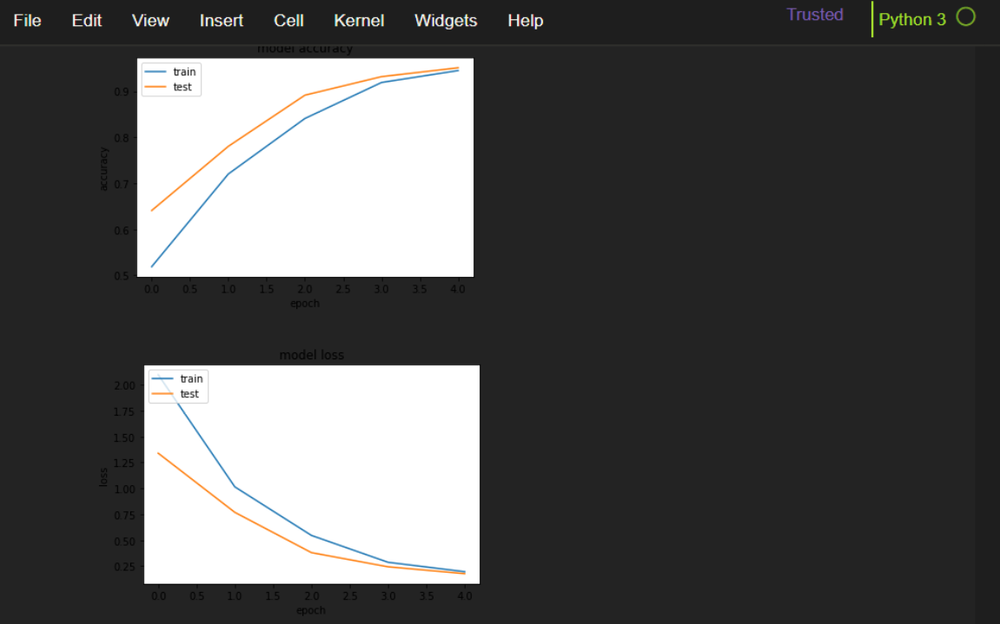 File Edit View Insert Cell Kernel Widgets Help Trusted Python 3
model accuracy
train
test
0.9
0.8
0.7
0.6
0.5
accuracy
0.0 0.5 1.0 1.5 2.0 2.5 3.0 3.5 4.0
epoch
model loss
train
test
2.00
1.75
1.50
1.25
1.00
0.75
0.50
0.25
loss
0.0 0.5 1.0 1.5 2.0 2.5 3.0 3.5 4.0
epoch